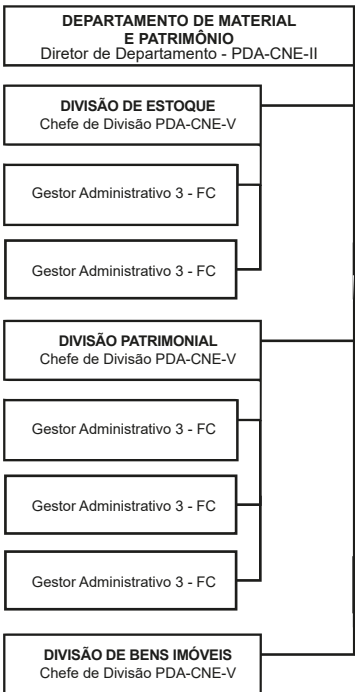 DEPARTAMENTO DE MATERIAL
E PATRIMÔNIO
Diretor de Departamento - PDA-CNE-II
DIVISÃO DE ESTOQUE
Chefe de Divisão PDA-CNE-V
Gestor Administrativo 3 - FC
Gestor Administrativo 3 - FC
DIVISÃO PATRIMONIAL
Chefe de Divisão PDA-CNE-V
Gestor Administrativo 3 - FC
Gestor Administrativo 3 - FC
Gestor Administrativo 3 - FC
DIVISÃO DE BENS IMÓVEIS
Chefe de Divisão PDA-CNE-V